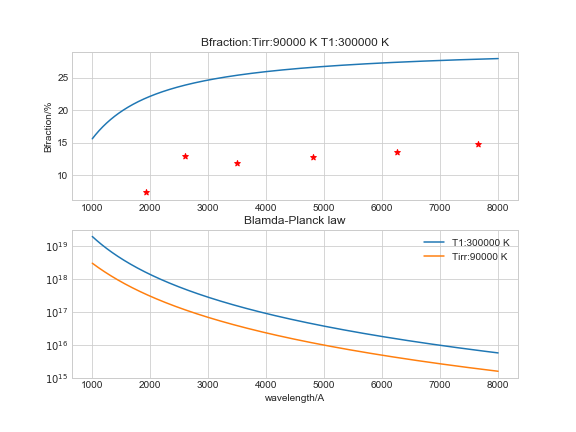 Bfraction:Tirr:90000 K T1:300000 K
Bfraction/%
25
20
15
10
1000 2000 3000 4000 5000 6000 7000 8000
Blamda-Planck law
T1:300000 K
Tirr:90000 K
10^19
10^18
10^17
10^16
10^15
1000 2000 3000 4000 5000 6000 7000 8000
wavelength/A